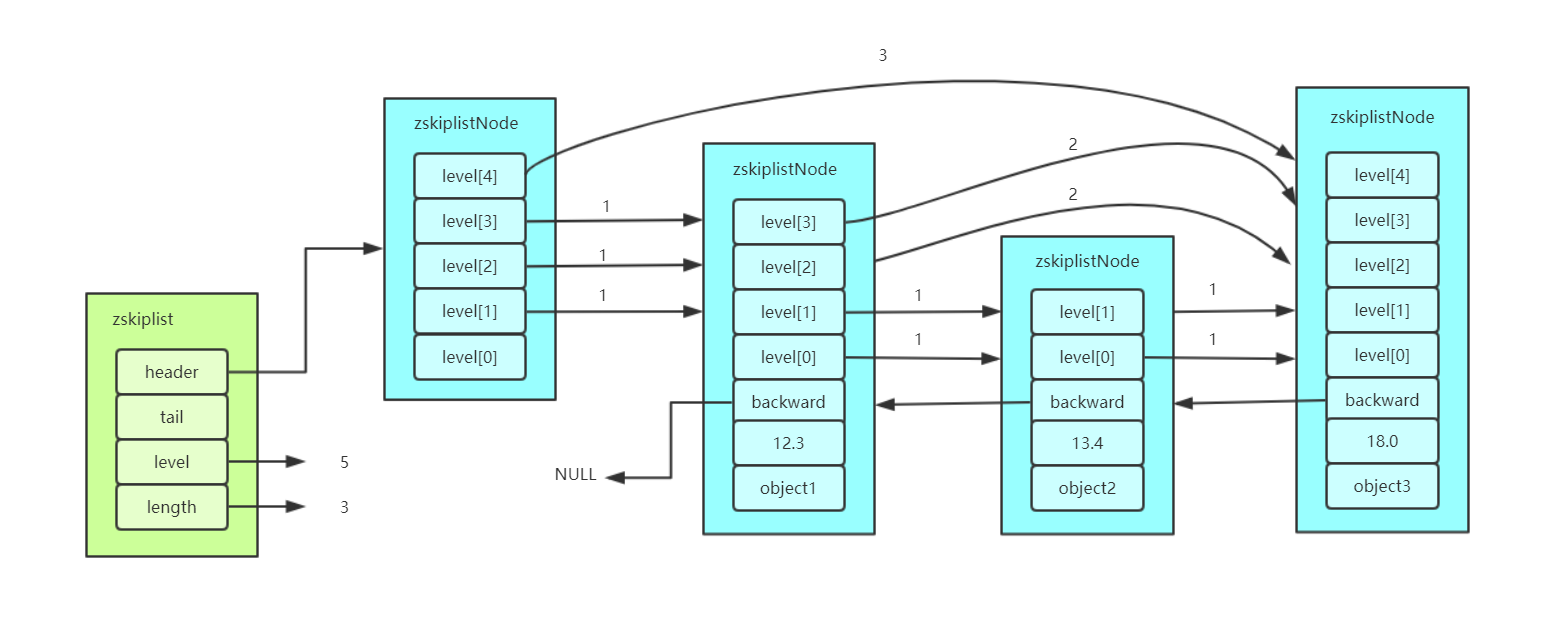 zskiplist
header
tail
level
length
5
3
zskiplistNode
level[4]
level[3]
level[2]
level[1]
level[0]
3
1
1
1
NULL
zskiplistNode
level[3]
level[2]
level[1]
level[0]
backward
12.3
object1
2
2
1
1
zskiplistNode
level[1]
level[0]
backward
13.4
object2
1
1
zskiplistNode
level[4]
level[3]
level[2]
level[1]
level[0]
backward
18.0
object3